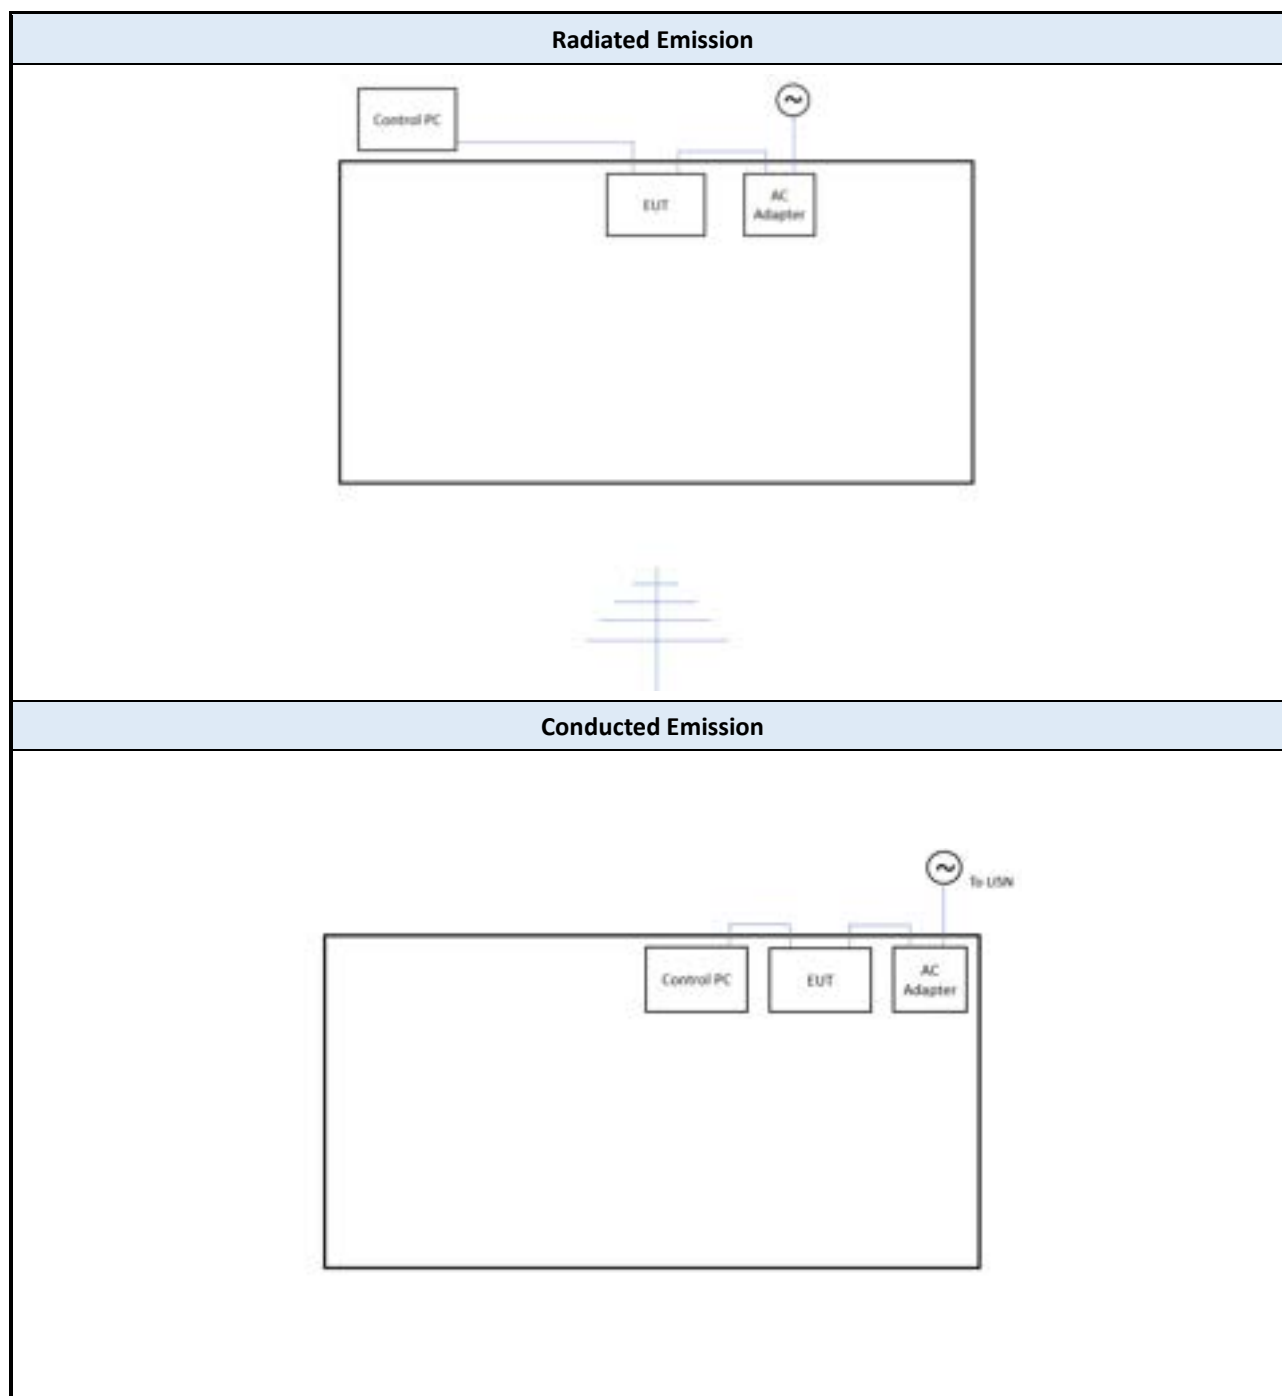 Radiated Emission
Control PC
EUT
AC
Adapter
Conducted Emission
To LISN
Control PC
EUT
AC
Adapter